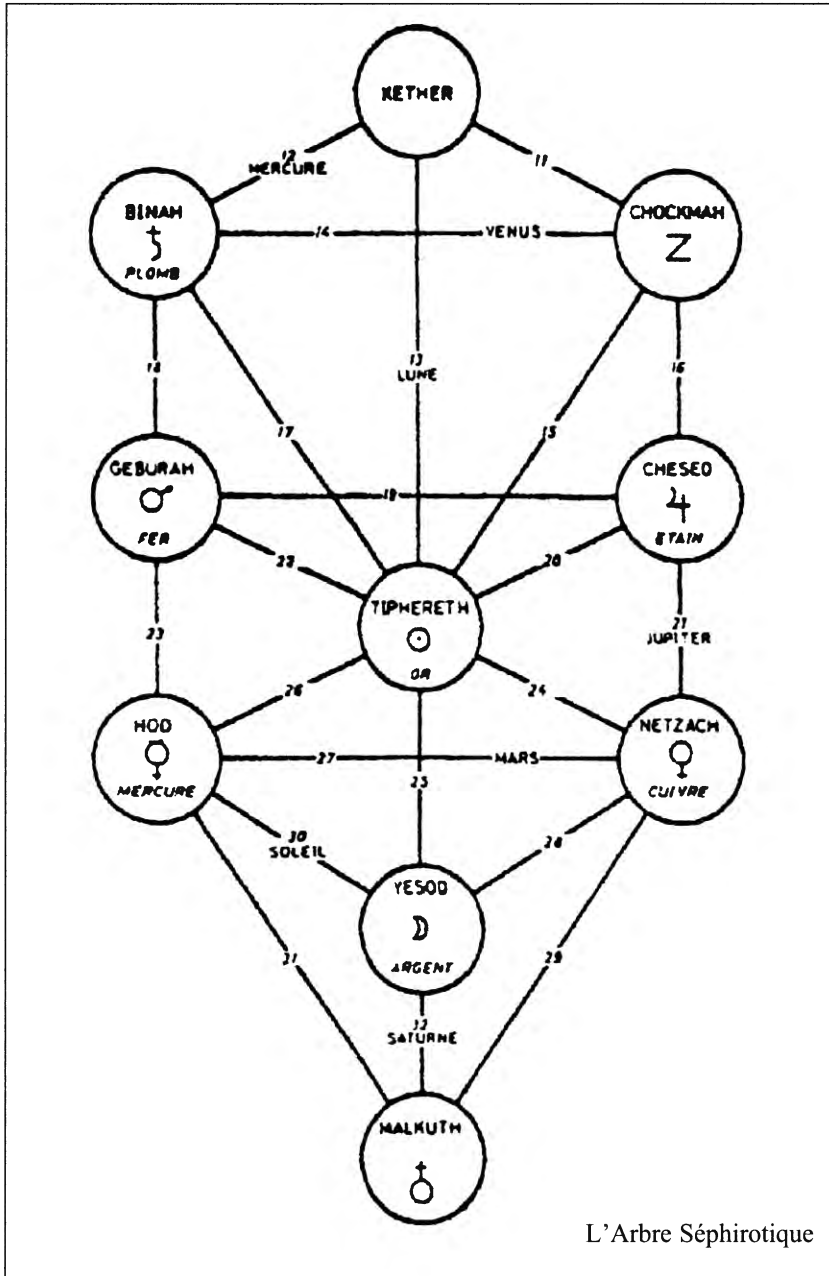 KETHER
12
MERCURE
11
BINAH
PLOMB
CHOCKMAH
14 VENUS
13
LUNE
18
16
17
15
GEBURAH
FER
CHESED
ETAIN
19
22
20
TIPHERETH
OR
23
21
JUPITER
26
24
HOD
MERCURE
NETZACH
CUIVRE
27 MARS
25
30
SOLEIL
28
YESOD
ARGENT
31
29
32
SATURNE
MALKUTH
L'Arbre Séphirotique